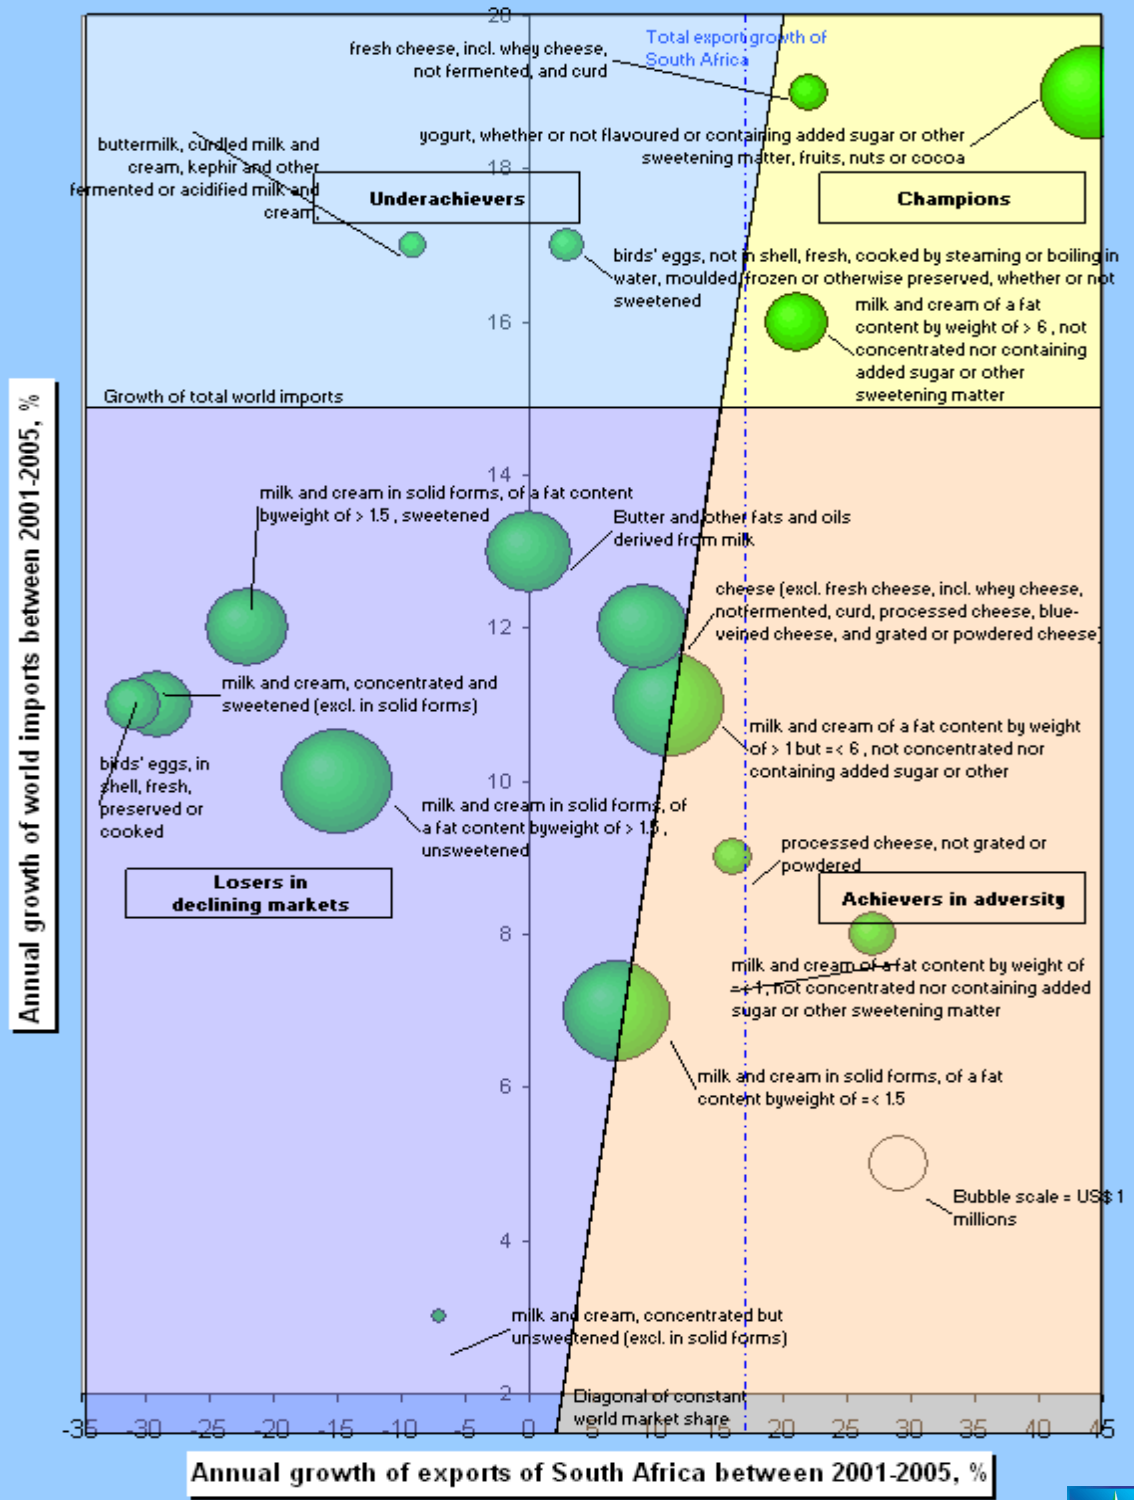 20
Total export growth of
South Africa
fresh cheese, incl. whey cheese,
not fermented, and curd
yogurt, whether or not flavoured or containing added sugar or other
sweetening matter, fruits, nuts or cocoa
buttermilk, curdled milk and
cream, kephir and other
fermented or acidified milk and
cream,
18
Underachievers
Champions
birds' eggs, not in shell, fresh, cooked by steaming or boiling in
water, moulded, frozen or otherwise preserved, whether or not
sweetened
16
milk and cream of a fat
content by weight of > 6 , not
concentrated nor containing
added sugar or other
sweetening matter
Growth of total world imports
14
milk and cream in solid forms, of a fat content
byweight of > 1.5 , sweetened
Butter and other fats and oils
derived from milk
cheese (excl. fresh cheese, incl. whey cheese,
notfermented, curd, processed cheese, blue-
veined cheese, and grated or powdered cheese)
12
milk and cream, concentrated and
sweetened (excl. in solid forms)
milk and cream of a fat content by weight
of > 1 but =< 6 , not concentrated nor
containing added sugar or other
birds' eggs, in
shell, fresh,
preserved or
cooked
10
milk and cream in solid forms, of
a fat content byweight of > 1.5 ,
unsweetened
processed cheese, not grated or
powdered
Losers in
declining markets
Achievers in adversity
8
milk and cream of a fat content by weight of
=< 1, not concentrated nor containing added
sugar or other sweetening matter
6
milk and cream in solid forms, of a fat
content byweight of =< 1.5
Bubble scale = US$ 1
millions
4
milk and cream, concentrated but
unsweetened (excl. in solid forms)
2
Diagonal of constant
world market share
-35 -30 -25 -20 -15 -10 -5 0 5 10 15 20 25 30 35 40 45
Annual growth of world imports between 2001-2005, %
Annual growth of exports of South Africa between 2001-2005, %